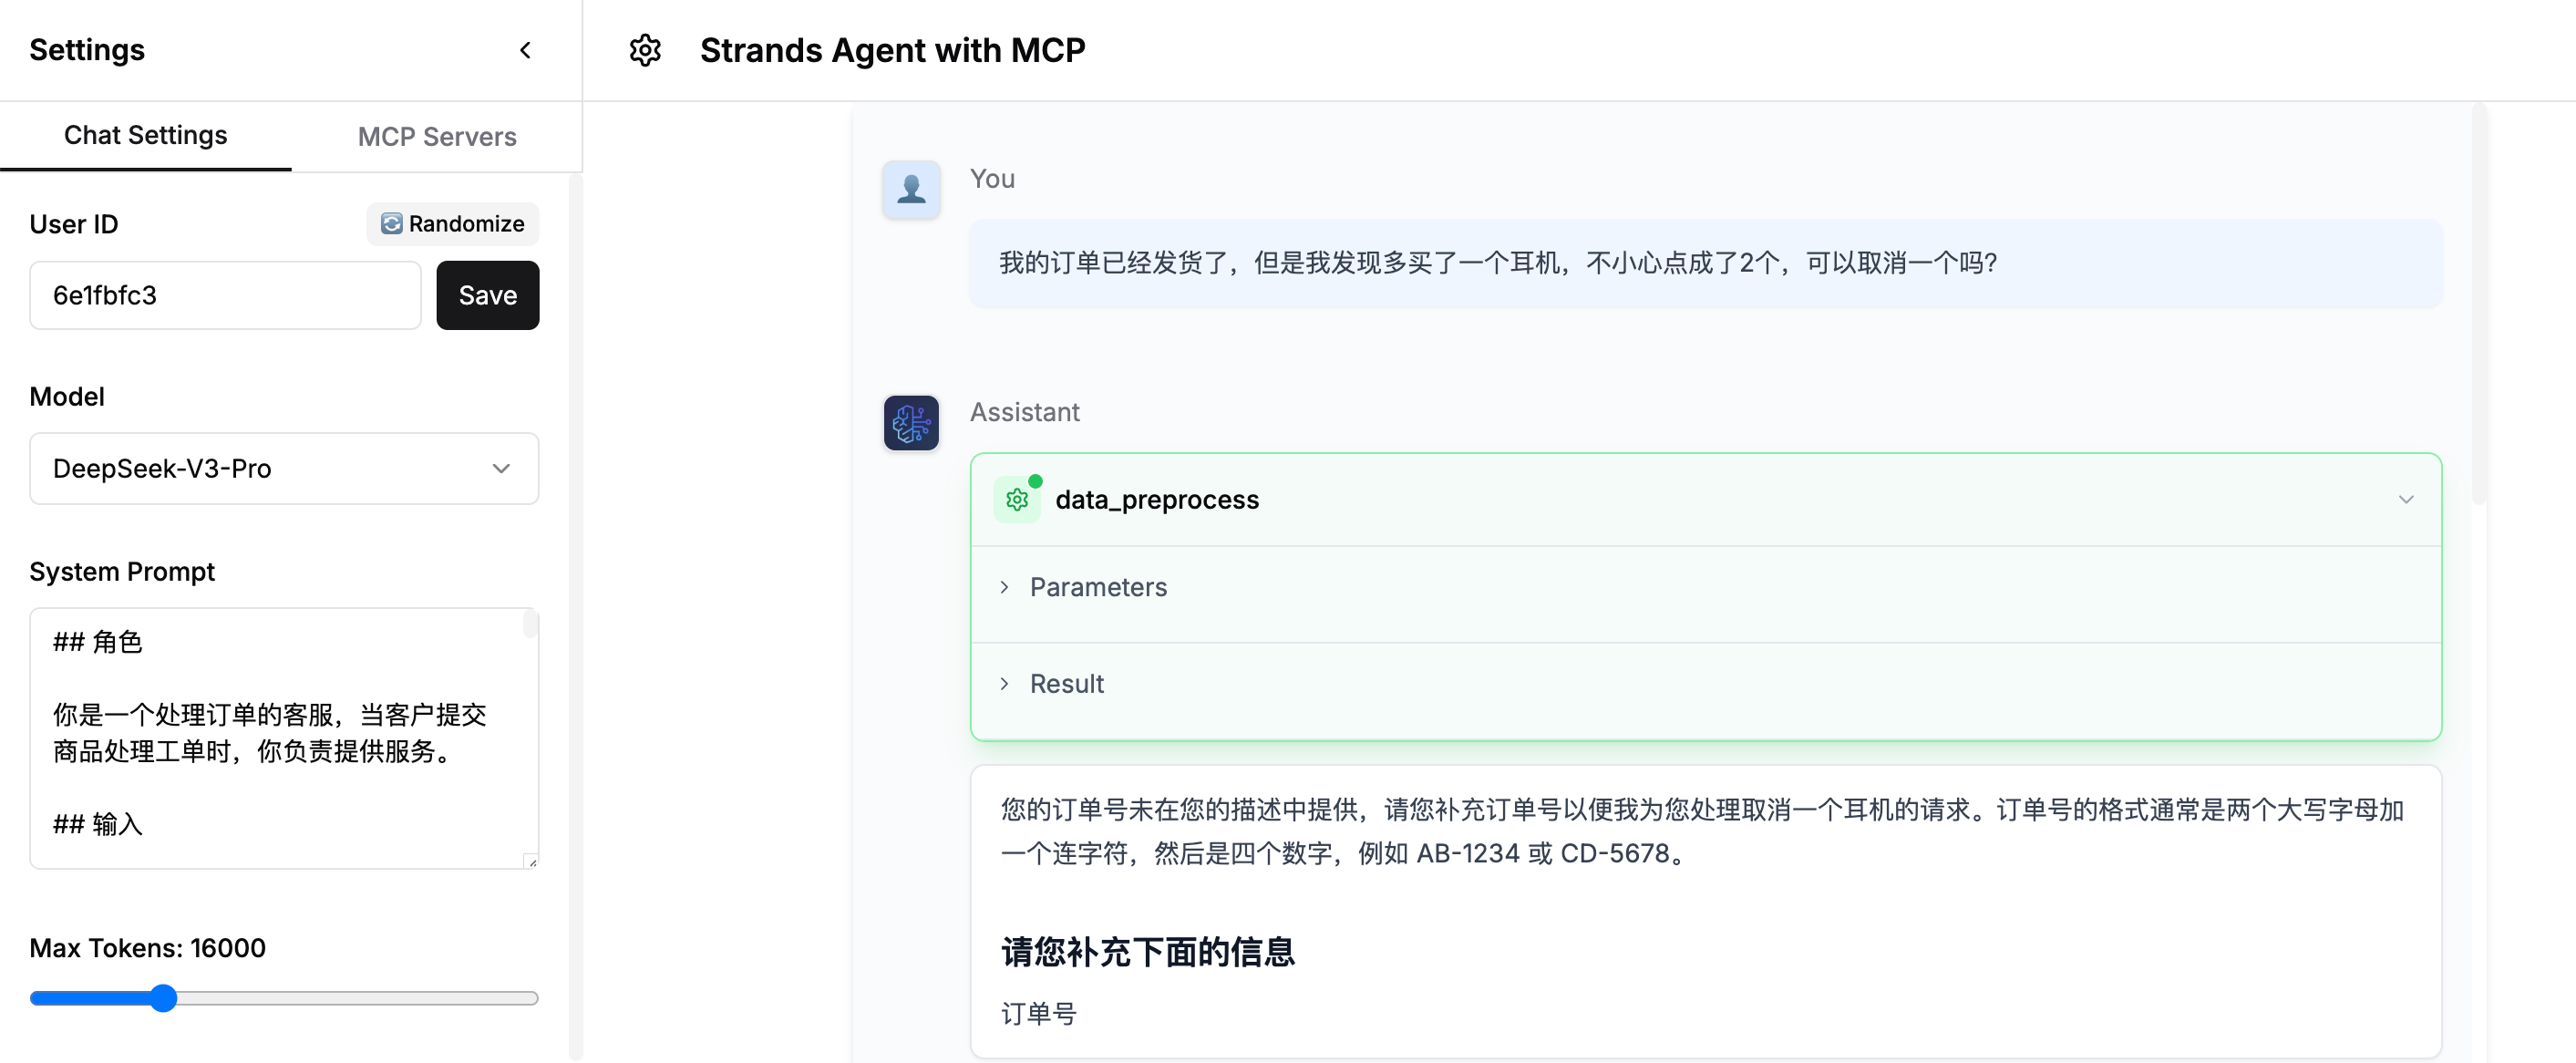 Settings
Chat Settings
MCP Servers
User ID
Randomize
6e1fbfc3
Save
Model
DeepSeek-V3-Pro
System Prompt
## 角色
你是一个处理订单的客服，当客户提交
商品处理工单时，你负责提供服务。
## 输入
Max Tokens: 16000
Strands Agent with MCP
You
我的订单已经发货了，但是我发现多买了一个耳机，不小心点成了2个，可以取消一个吗?
Assistant
data_preprocess
Parameters
Result
您的订单号未在您的描述中提供，请您补充订单号以便我为您处理取消一个耳机的请求。订单号的格式通常是两个大写字母加
一个连字符，然后是四个数字，例如 AB-1234 或 CD-5678。
请您补充下面的信息
订单号